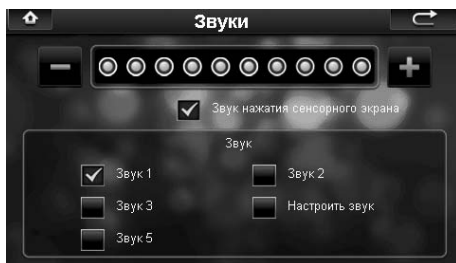 Звуки
Звук нажатия сенсорного экрана
Звук
Звук 1 Звук 2
Звук 3 Настроить звук
Звук 5